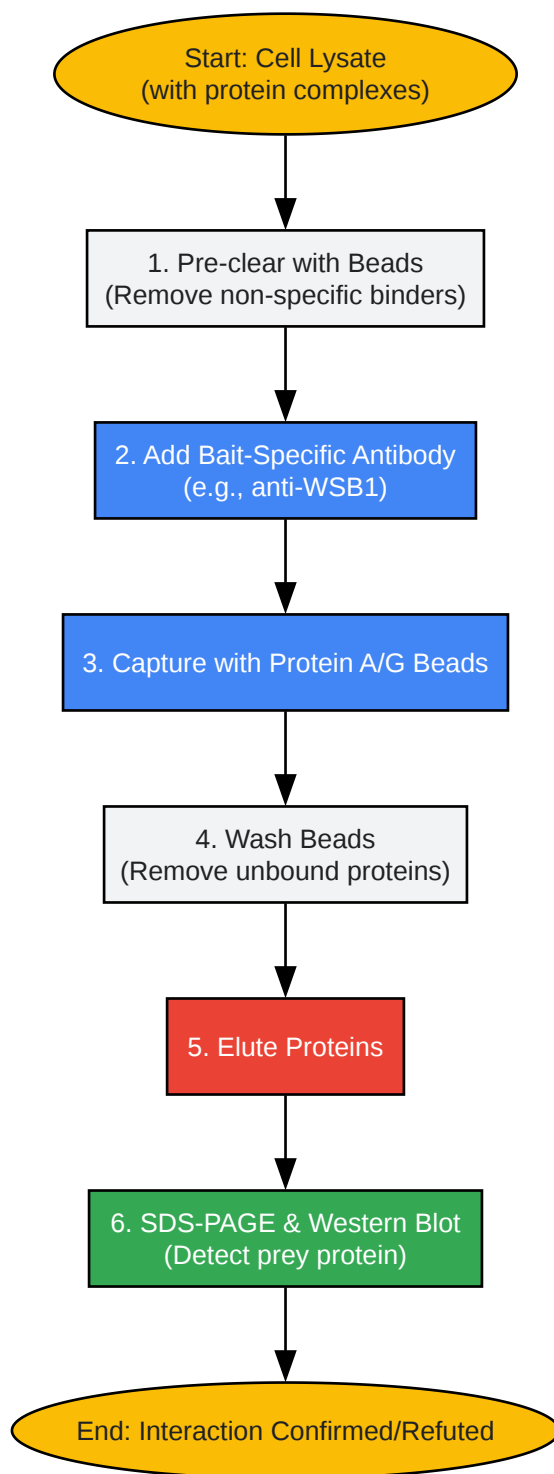 Start: Cell Lysate
(with protein complexes)
1. Pre-clear with Beads
(Remove non-specific binders)
2. Add Bait-Specific Antibody
(e.g., anti-WSB1)
3. Capture with Protein A/G Beads
4. Wash Beads
(Remove unbound proteins)
5. Elute Proteins
6. SDS-PAGE & Western Blot
(Detect prey protein)
End: Interaction Confirmed/Refuted